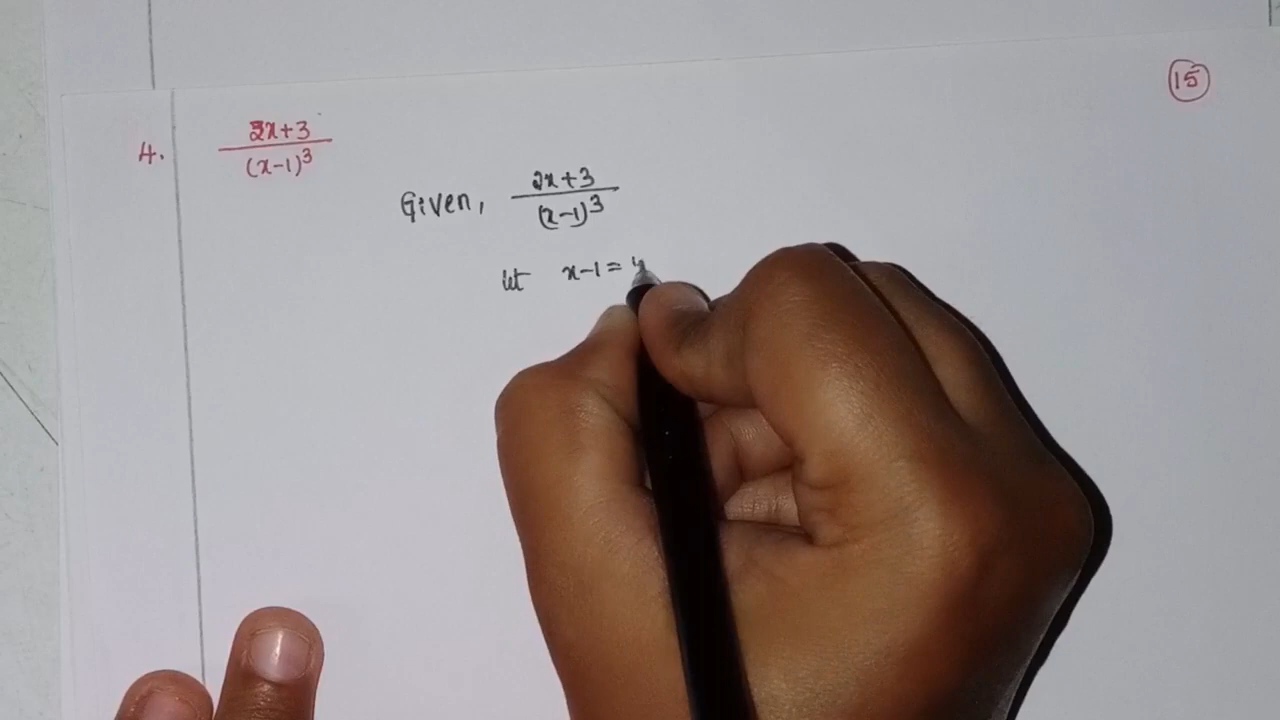 15
4. 2x+3
(x-1)³
Given, 2x+3
(x-1)³
let x-1 = y